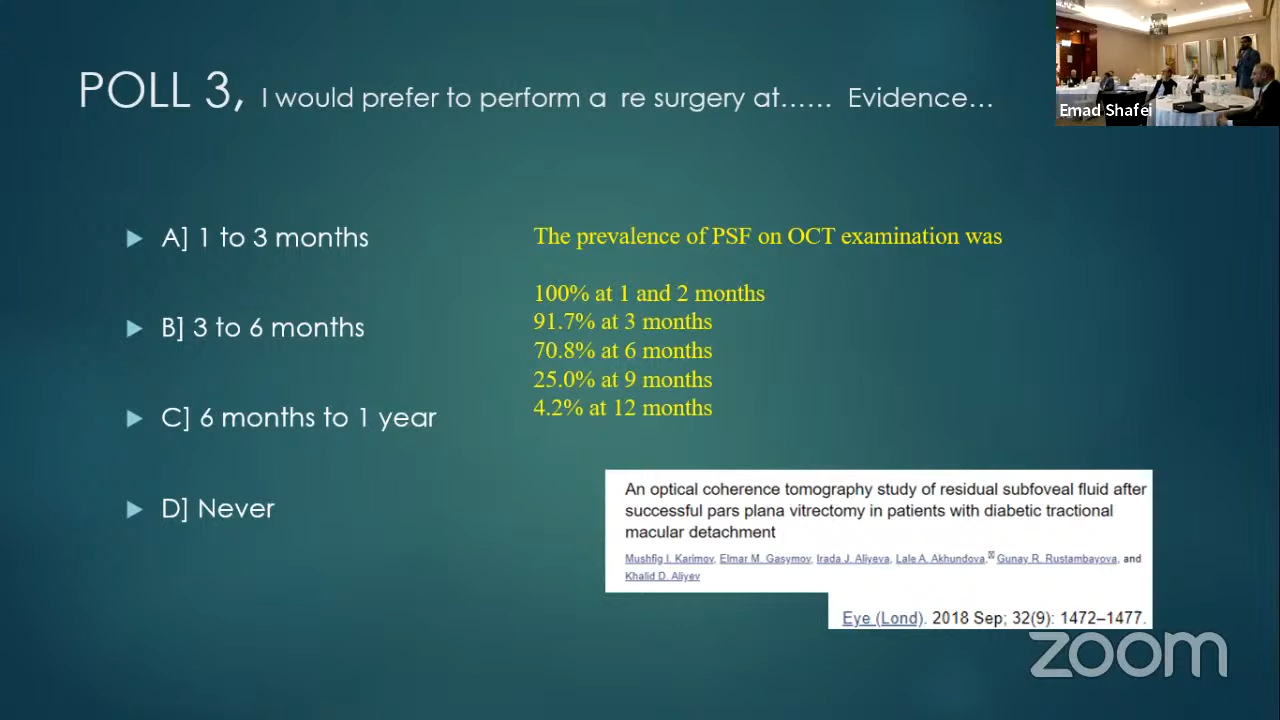 POLL 3, I would prefer to perform a re surgery at...... Evidence...
Emad Shafei
A] 1 to 3 months
B] 3 to 6 months
C] 6 months to 1 year
D] Never
The prevalence of PSF on OCT examination was
100% at 1 and 2 months
91.7% at 3 months
70.8% at 6 months
25.0% at 9 months
4.2% at 12 months
An optical coherence tomography study of residual subfoveal fluid after
successful pars plana vitrectomy in patients with diabetic tractional
macular detachment
Mushfig I. Karimov, Elmar M. Gasymov, Irada J. Aliyeva, Lale A. Akhundova, Gunay R. Rustambayova, and
Khalid D. Aliyev
Eye (Lond). 2018 Sep; 32(9): 1472–1477.
zoom